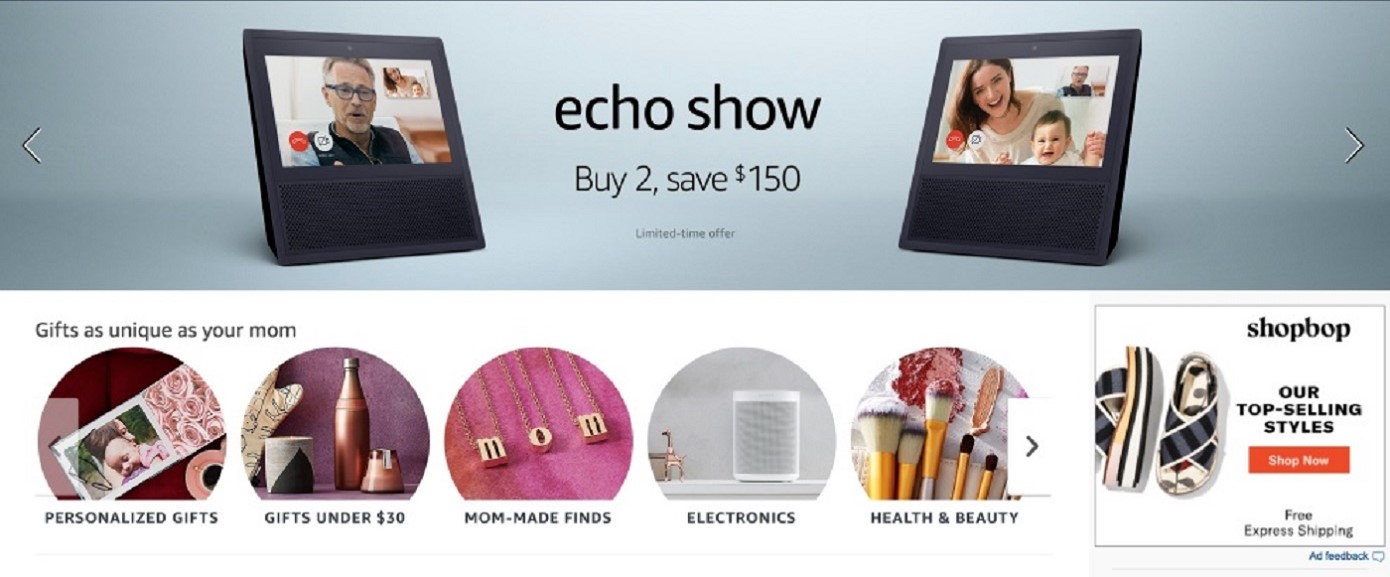 echo show
Buy 2, save $150
Limited-time offer
Gifts as unique as your mom
PERSONALIZED GIFTS
GIFTS UNDER $30
MOM-MADE FINDS
ELECTRONICS
HEALTH & BEAUTY
shopbop
OUR
TOP-SELLING
STYLES
Shop Now
Free
Express Shipping
Ad feedback